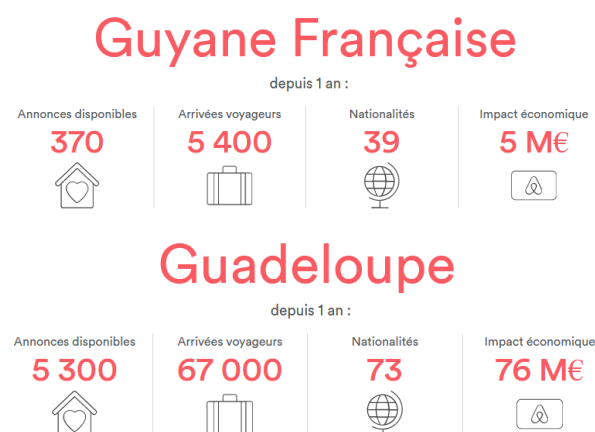 Guyane Française
depuis 1 an :
Annonces disponibles Arrivées voyageurs Nationalités Impact économique
370 5 400 39 5 M€
Guadeloupe
depuis 1 an :
Annonces disponibles Arrivées voyageurs Nationalités Impact économique
5 300 67 000 73 76 M€